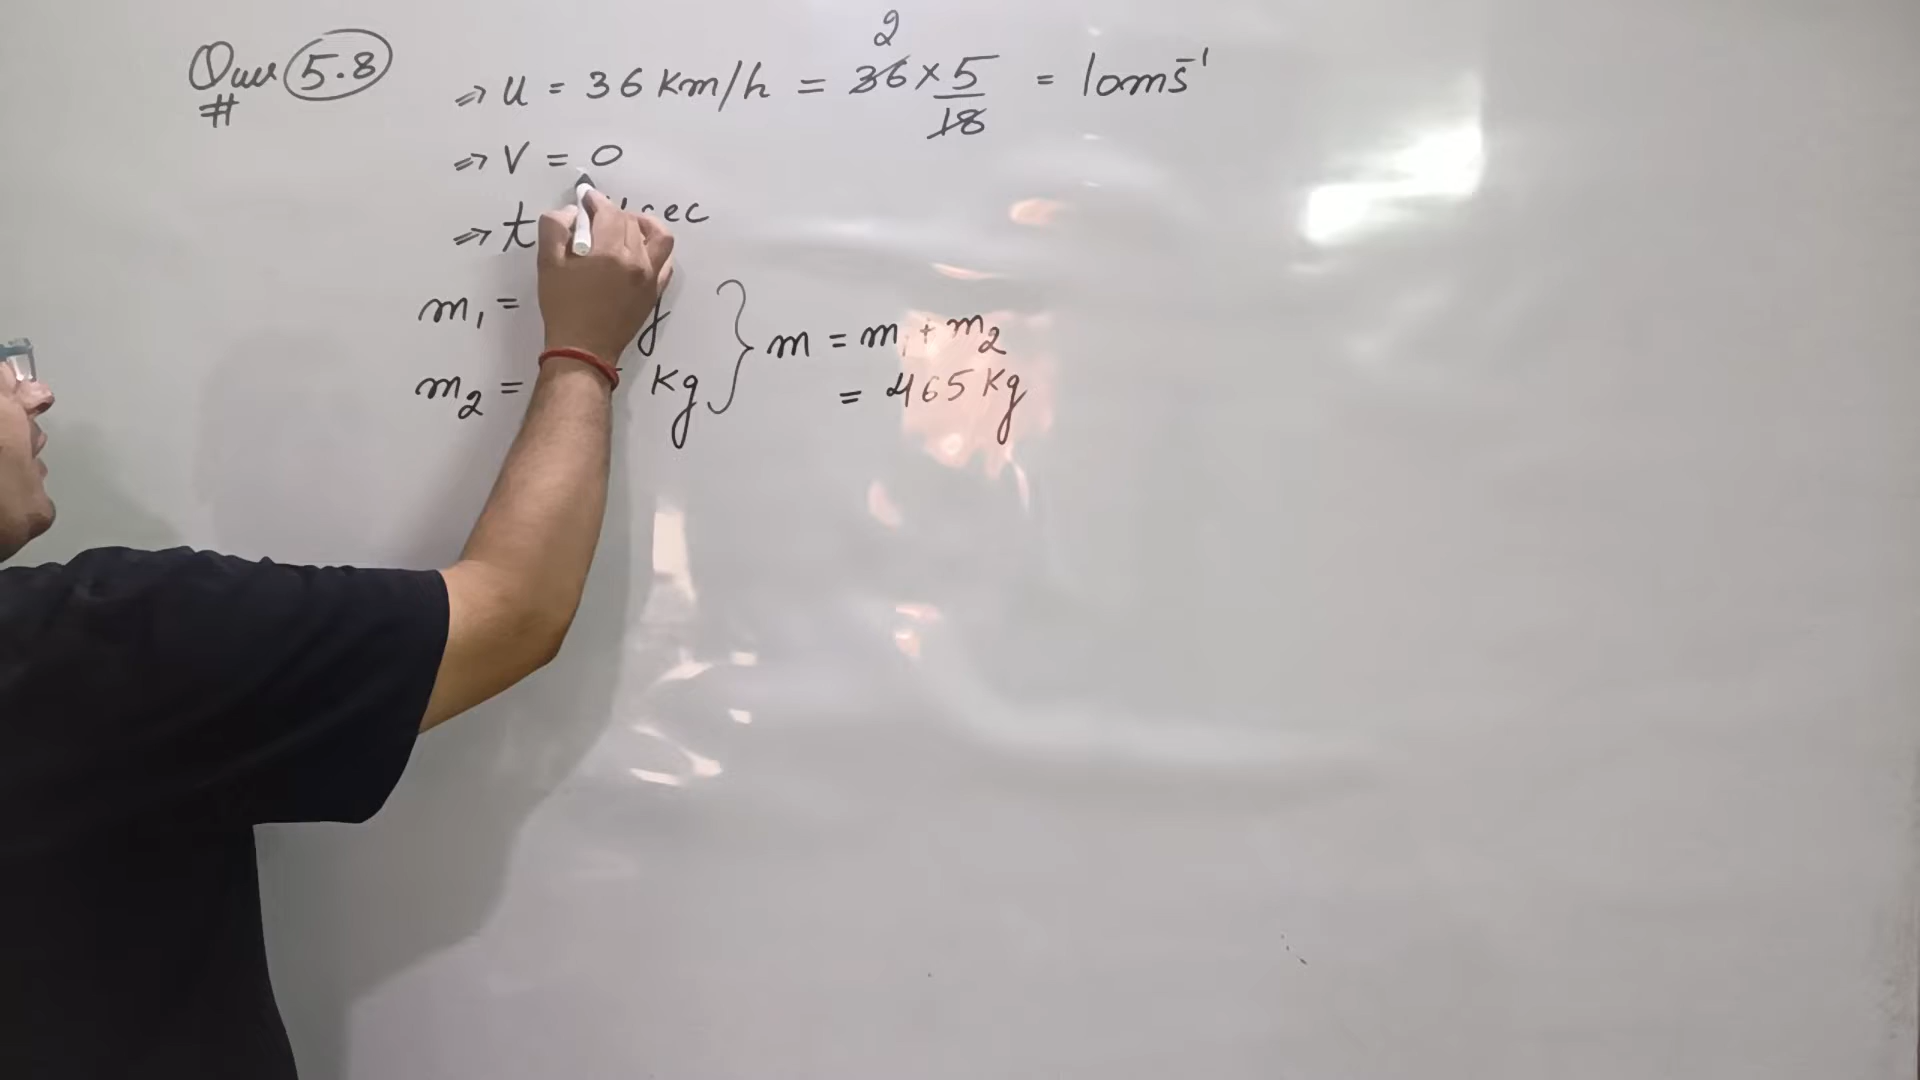 Ques 5.8
#
⇒ u = 36 Km/h = 36 × 5/18 = 10ms⁻¹
2
⇒ V = 0
⇒ t sec
m₁ = g
m₂ = Kg
} m = m₁ + m₂
= 465 Kg